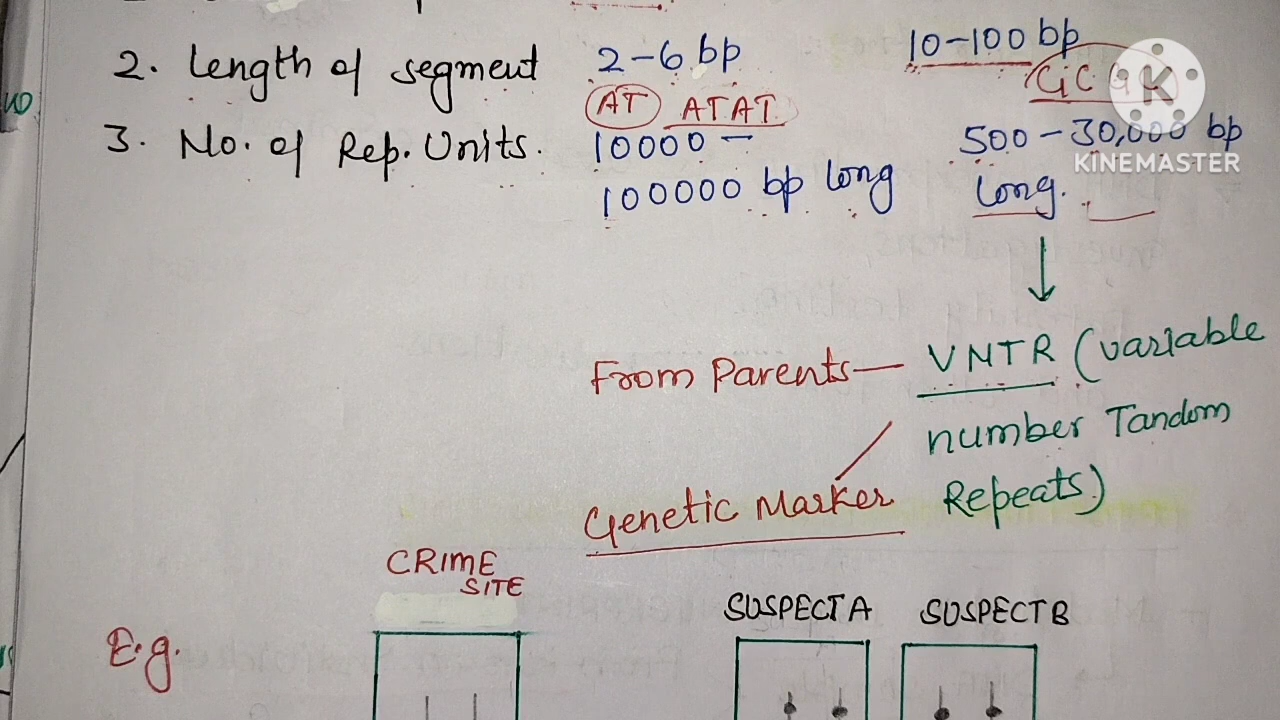 2. Length of segment 2-6 bp 10-100 bp
AT ATAT GCG
3. No. of Rep. Units. 10000 - 500-30,000 bp
100000 bp long long.
KINEMASTER
From Parents— VNTR (variable
number Tandom
Genetic Marker Repeats)
CRIME
SITE
SUSPECT A SUSPECT B
E.g.